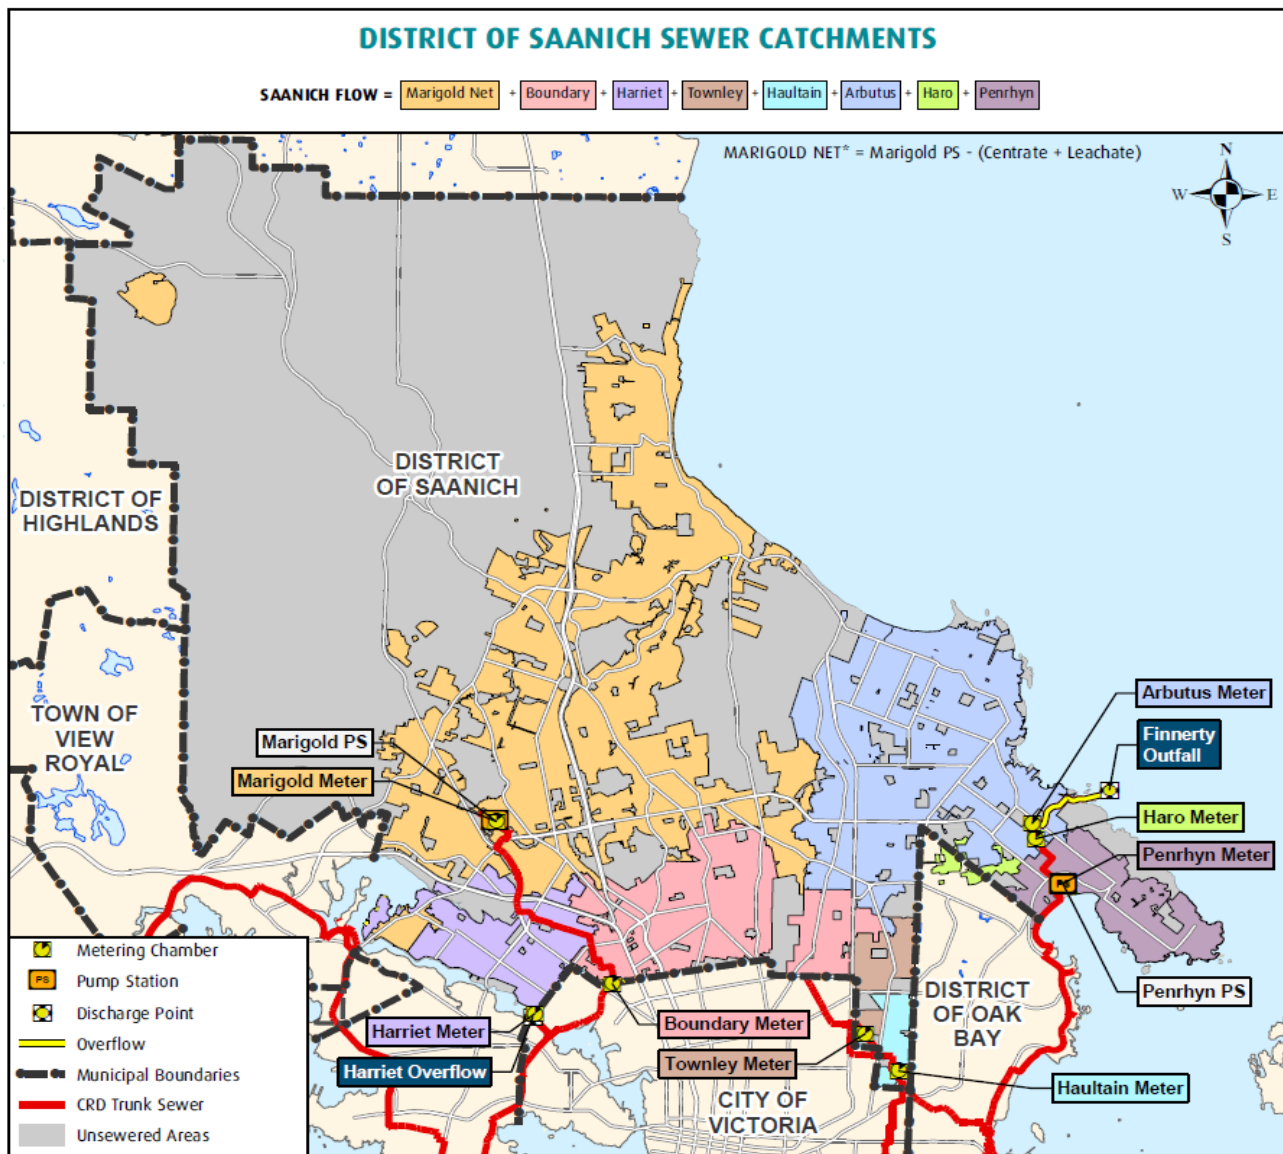 DISTRICT OF SAANICH SEWER CATCHMENTS
SAANICH FLOW = Marigold Net + Boundary + Harriet + Townley + Haultain + Arbutus + Haro + Penrhyn
MARIGOLD NET* = Marigold PS - (Centrate + Leachate)
N
W E
S
DISTRICT
OF SAANICH
DISTRICT OF
HIGHLANDS
TOWN OF
VIEW
ROYAL
Marigold PS
Marigold Meter
Arbutus Meter
Finnerty
Outfall
Haro Meter
Penrhyn Meter
PS
Penrhyn PS
DISTRICT
OF OAK
BAY
Harriet Meter
Harriet Overflow
Boundary Meter
Townley Meter
Haultain Meter
CITY OF
VICTORIA
Metering Chamber
PS Pump Station
Discharge Point
Overflow
Municipal Boundaries
CRD Trunk Sewer
Unsewered Areas